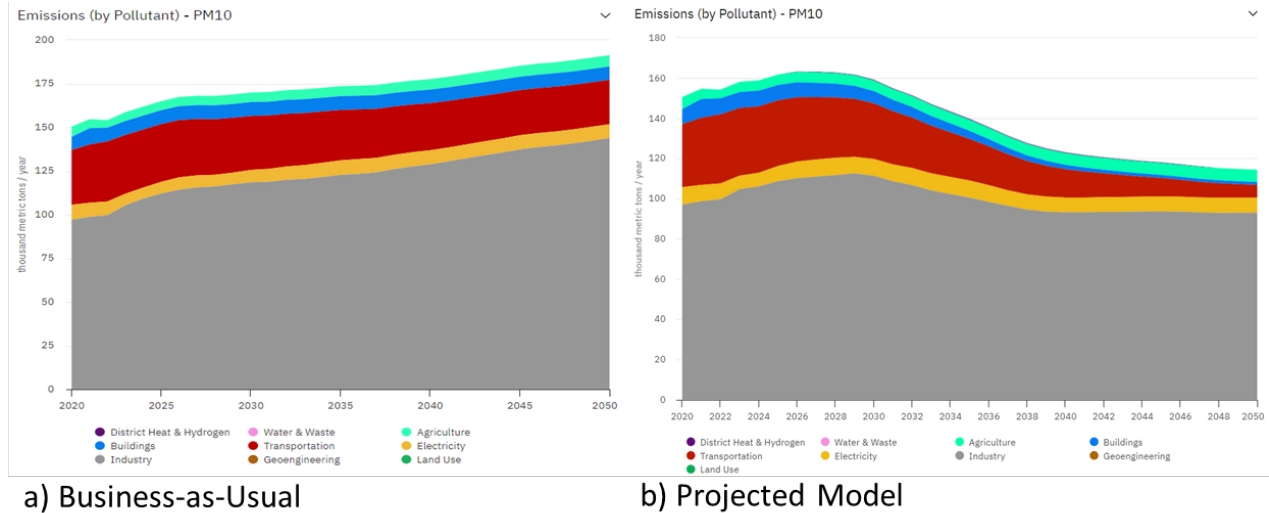 Emissions (by Pollutant) - PM10
200
175
150
125
100
75
50
25
0
thousand metric tons / year
2020 2025 2030 2035 2040 2045 2050
District Heat & Hydrogen Water & Waste Agriculture
Buildings Transportation Electricity
Industry Geoengineering Land Use
a) Business-as-Usual
Emissions (by Pollutant) - PM10
180
160
140
120
100
80
60
40
20
0
thousand metric tons / year
2020 2022 2024 2026 2028 2030 2032 2034 2036 2038 2040 2042 2044 2046 2048 2050
District Heat & Hydrogen Water & Waste Agriculture Buildings
Transportation Electricity Industry Geoengineering
Land Use
b) Projected Model